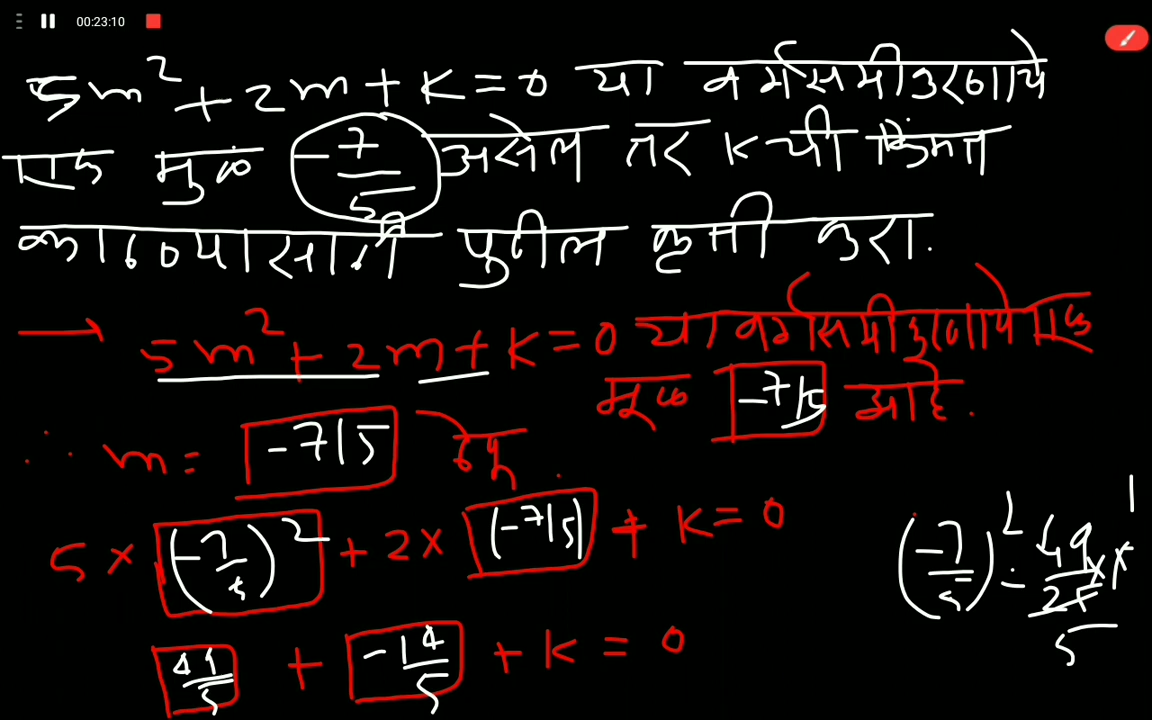 00:23:10
5m² + 2m + K = 0 या वर्गसमीकरणाचे
एक मुळ -7/5 असेल तर K ची किंमत
काढण्यासाठी पुढील कृती करा.
→ 5m² + 2m + K = 0 या वर्गसमीकरणाचे एक
मूळ -7/5 आहे.
∴ m = -7/5 ठेवू
5 × (-7/5)² + 2 × (-7/5) + K = 0
(-7/5)² = 49/25 × 5
49/5 + -14/5 + K = 0